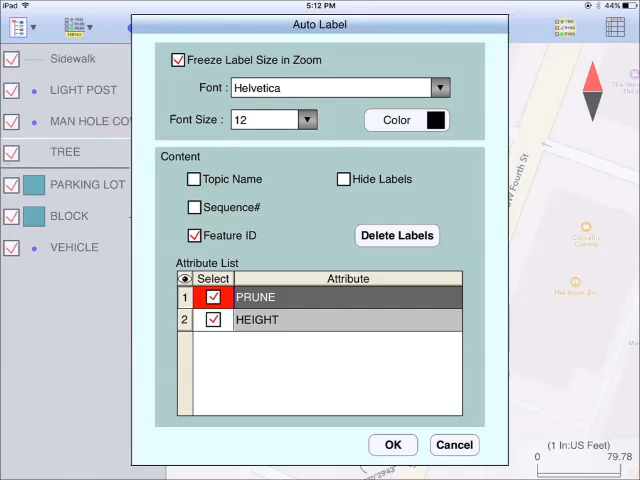 iPad
5:12 PM
44%
Auto Label
MENU
Sidewalk
LIGHT POST
MAN HOLE CO
TREE
PARKING LOT
BLOCK
VEHICLE
Freeze Label Size in Zoom
Font :
Helvetica
Font Size :
12
Color
Content
Topic Name
Hide Labels
Sequence#
Feature ID
Delete Labels
Attribute List
Select
Attribute
1
PRUNE
2
HEIGHT
OK
Cancel
SW Fourth St
The Book Bin
(1 In:US Feet)
0
79.78